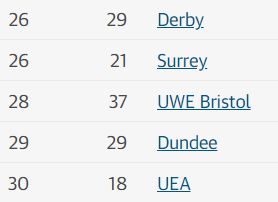 26 29 Derby
26 21 Surrey
28 37 UWE Bristol
29 29 Dundee
30 18 UEA